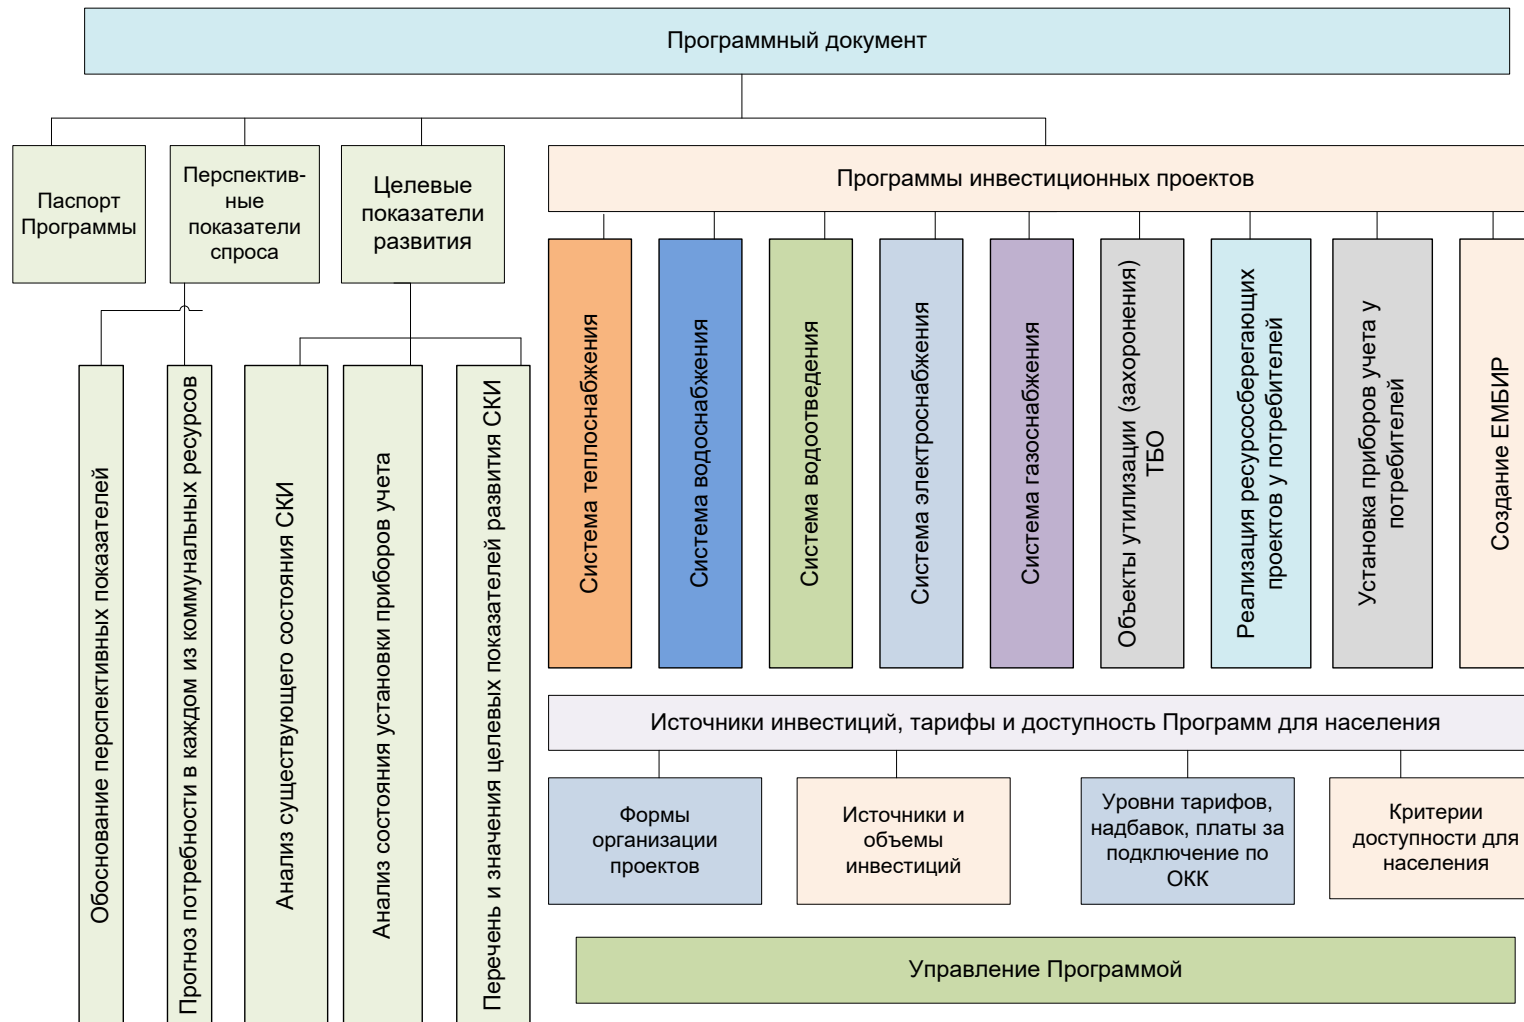 Программный документ
Паспорт
Программы
Перспектив-
ные
показатели
спроса
Целевые
показатели
развития
Программы инвестиционных проектов
Обоснование перспективных показателей
Прогноз потребности в каждом из коммунальных ресурсов
Анализ существующего состояния СКИ
Анализ состояния установки приборов учета
Перечень и значения целевых показателей развития СКИ
Система теплоснабжения
Система водоснабжения
Система водоотведения
Система электроснабжения
Система газоснабжения
Объекты утилизации (захоронения)
ТБО
Реализация ресурсосберегающих
проектов у потребителей
Установка приборов учета у
потребителей
Создание ЕМБИР
Источники инвестиций, тарифы и доступность Программ для населения
Формы
организации
проектов
Источники и
объемы
инвестиций
Уровни тарифов,
надбавок, платы за
подключение по
ОКК
Критерии
доступности для
населения
Управление Программой